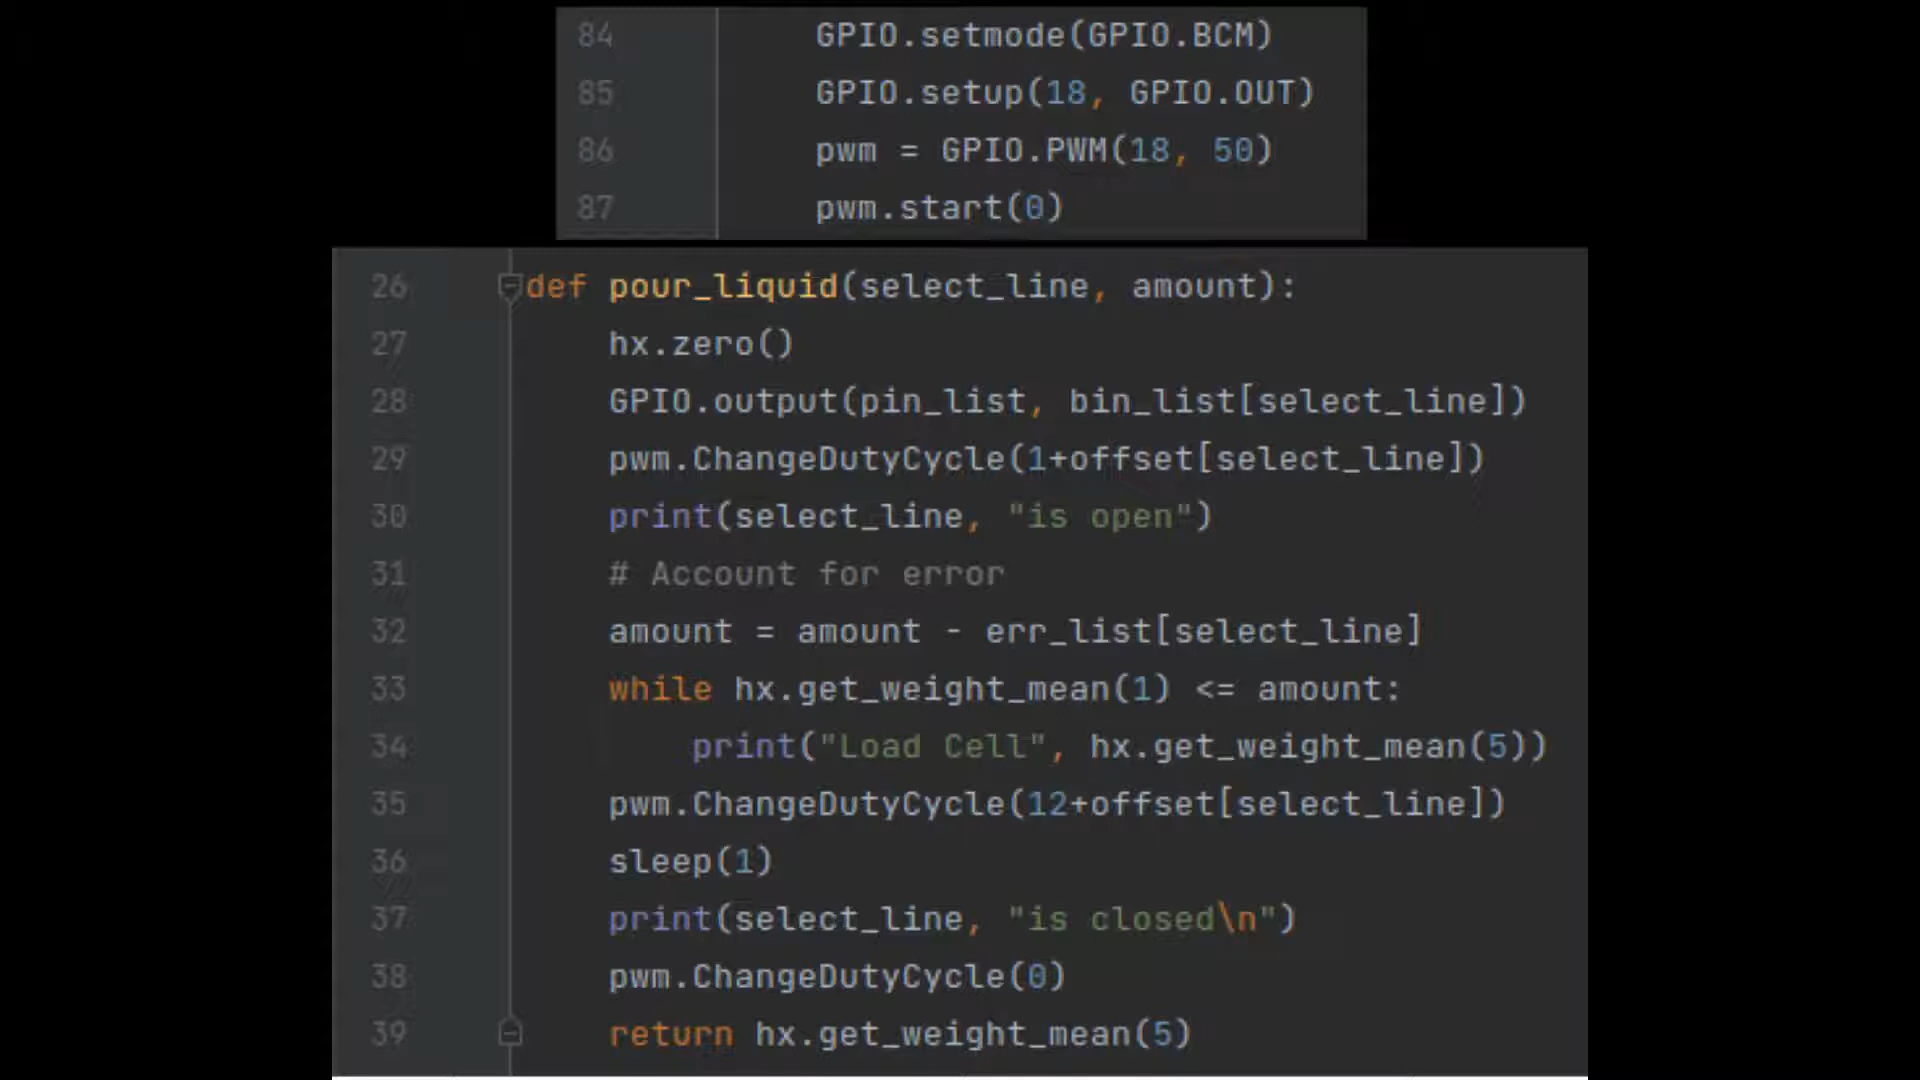 84 GPIO.setmode(GPIO.BCM)
85 GPIO.setup(18, GPIO.OUT)
86 pwm = GPIO.PWM(18, 50)
87 pwm.start(0)
26 def pour_liquid(select_line, amount):
27 hx.zero()
28 GPIO.output(pin_list, bin_list[select_line])
29 pwm.ChangeDutyCycle(1+offset[select_line])
30 print(select_line, "is open")
31 # Account for error
32 amount = amount - err_list[select_line]
33 while hx.get_weight_mean(1) <= amount:
34 print("Load Cell", hx.get_weight_mean(5))
35 pwm.ChangeDutyCycle(12+offset[select_line])
36 sleep(1)
37 print(select_line, "is closed\n")
38 pwm.ChangeDutyCycle(0)
39 return hx.get_weight_mean(5)